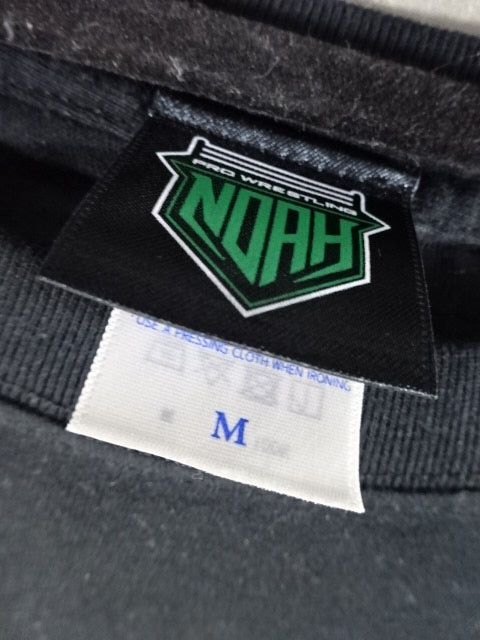 PRO WRESTLING
NOAH
USE A PRESSING CLOTH WHEN IRONING
M